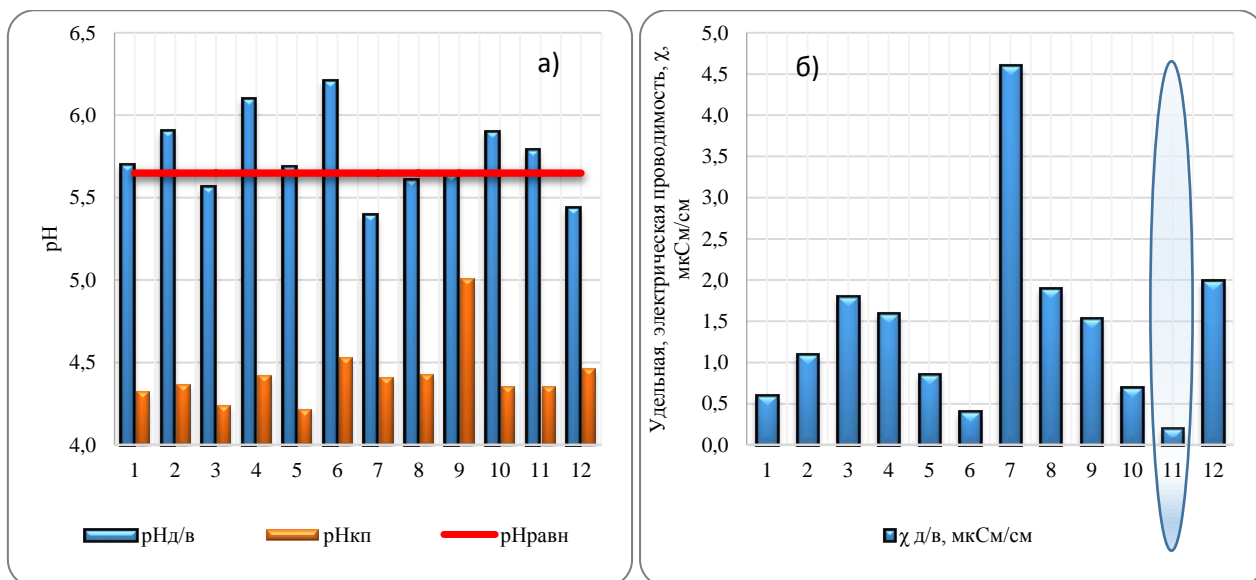 а)
6,5
6,0
5,5
5,0
4,5
4,0
pH
1 2 3 4 5 6 7 8 9 10 11 12
pHд/в pHкп pHравн
б)
5,0
4,5
4,0
3,5
3,0
2,5
2,0
1,5
1,0
0,5
0,0
Удельная, электрическая проводимость, χ,
мкСм/см
1 2 3 4 5 6 7 8 9 10 11 12
χ д/в, мкСм/см